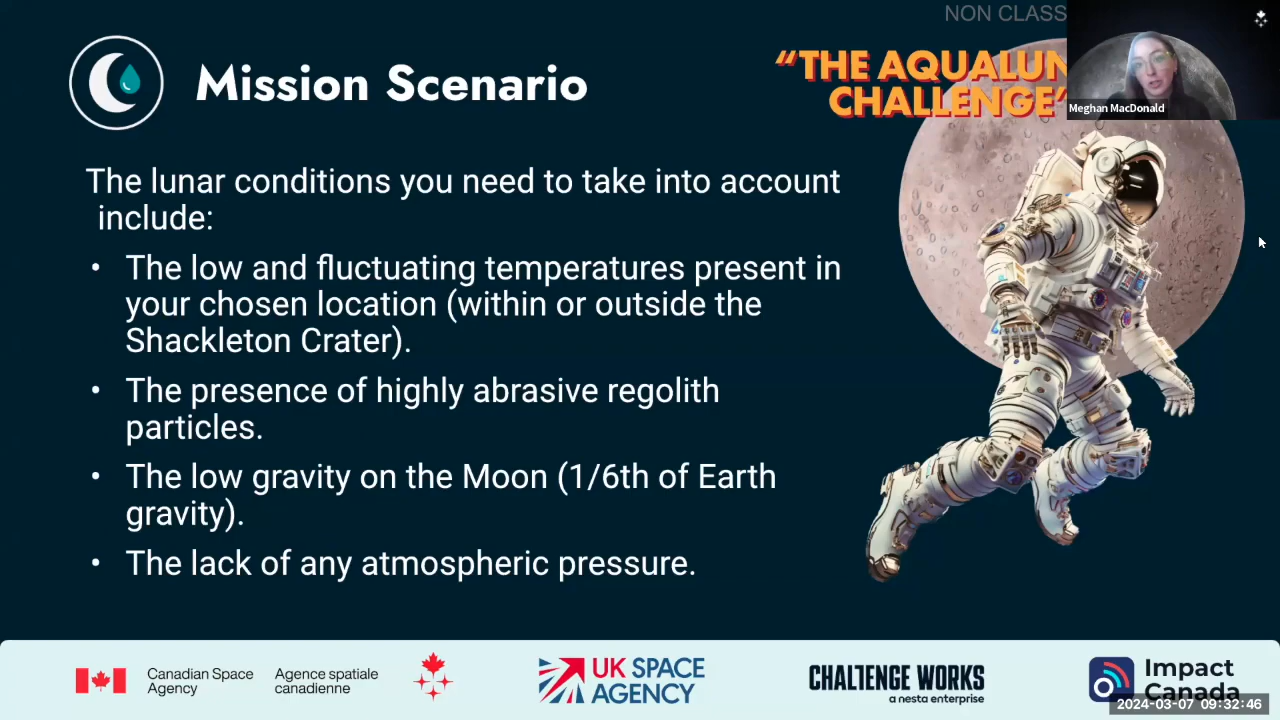 NON CLASS
Mission Scenario
"THE AQUALUN
CHALLENGE"
Meghan MacDonald
The lunar conditions you need to take into account
include:
• The low and fluctuating temperatures present in
your chosen location (within or outside the
Shackleton Crater).
• The presence of highly abrasive regolith
particles.
• The low gravity on the Moon (1/6th of Earth
gravity).
• The lack of any atmospheric pressure.
Canadian Space
Agency
Agence spatiale
canadienne
UK SPACE
AGENCY
CHALLENGE WORKS
a nesta enterprise
Impact
Canada
2024-03-07 09:32:46